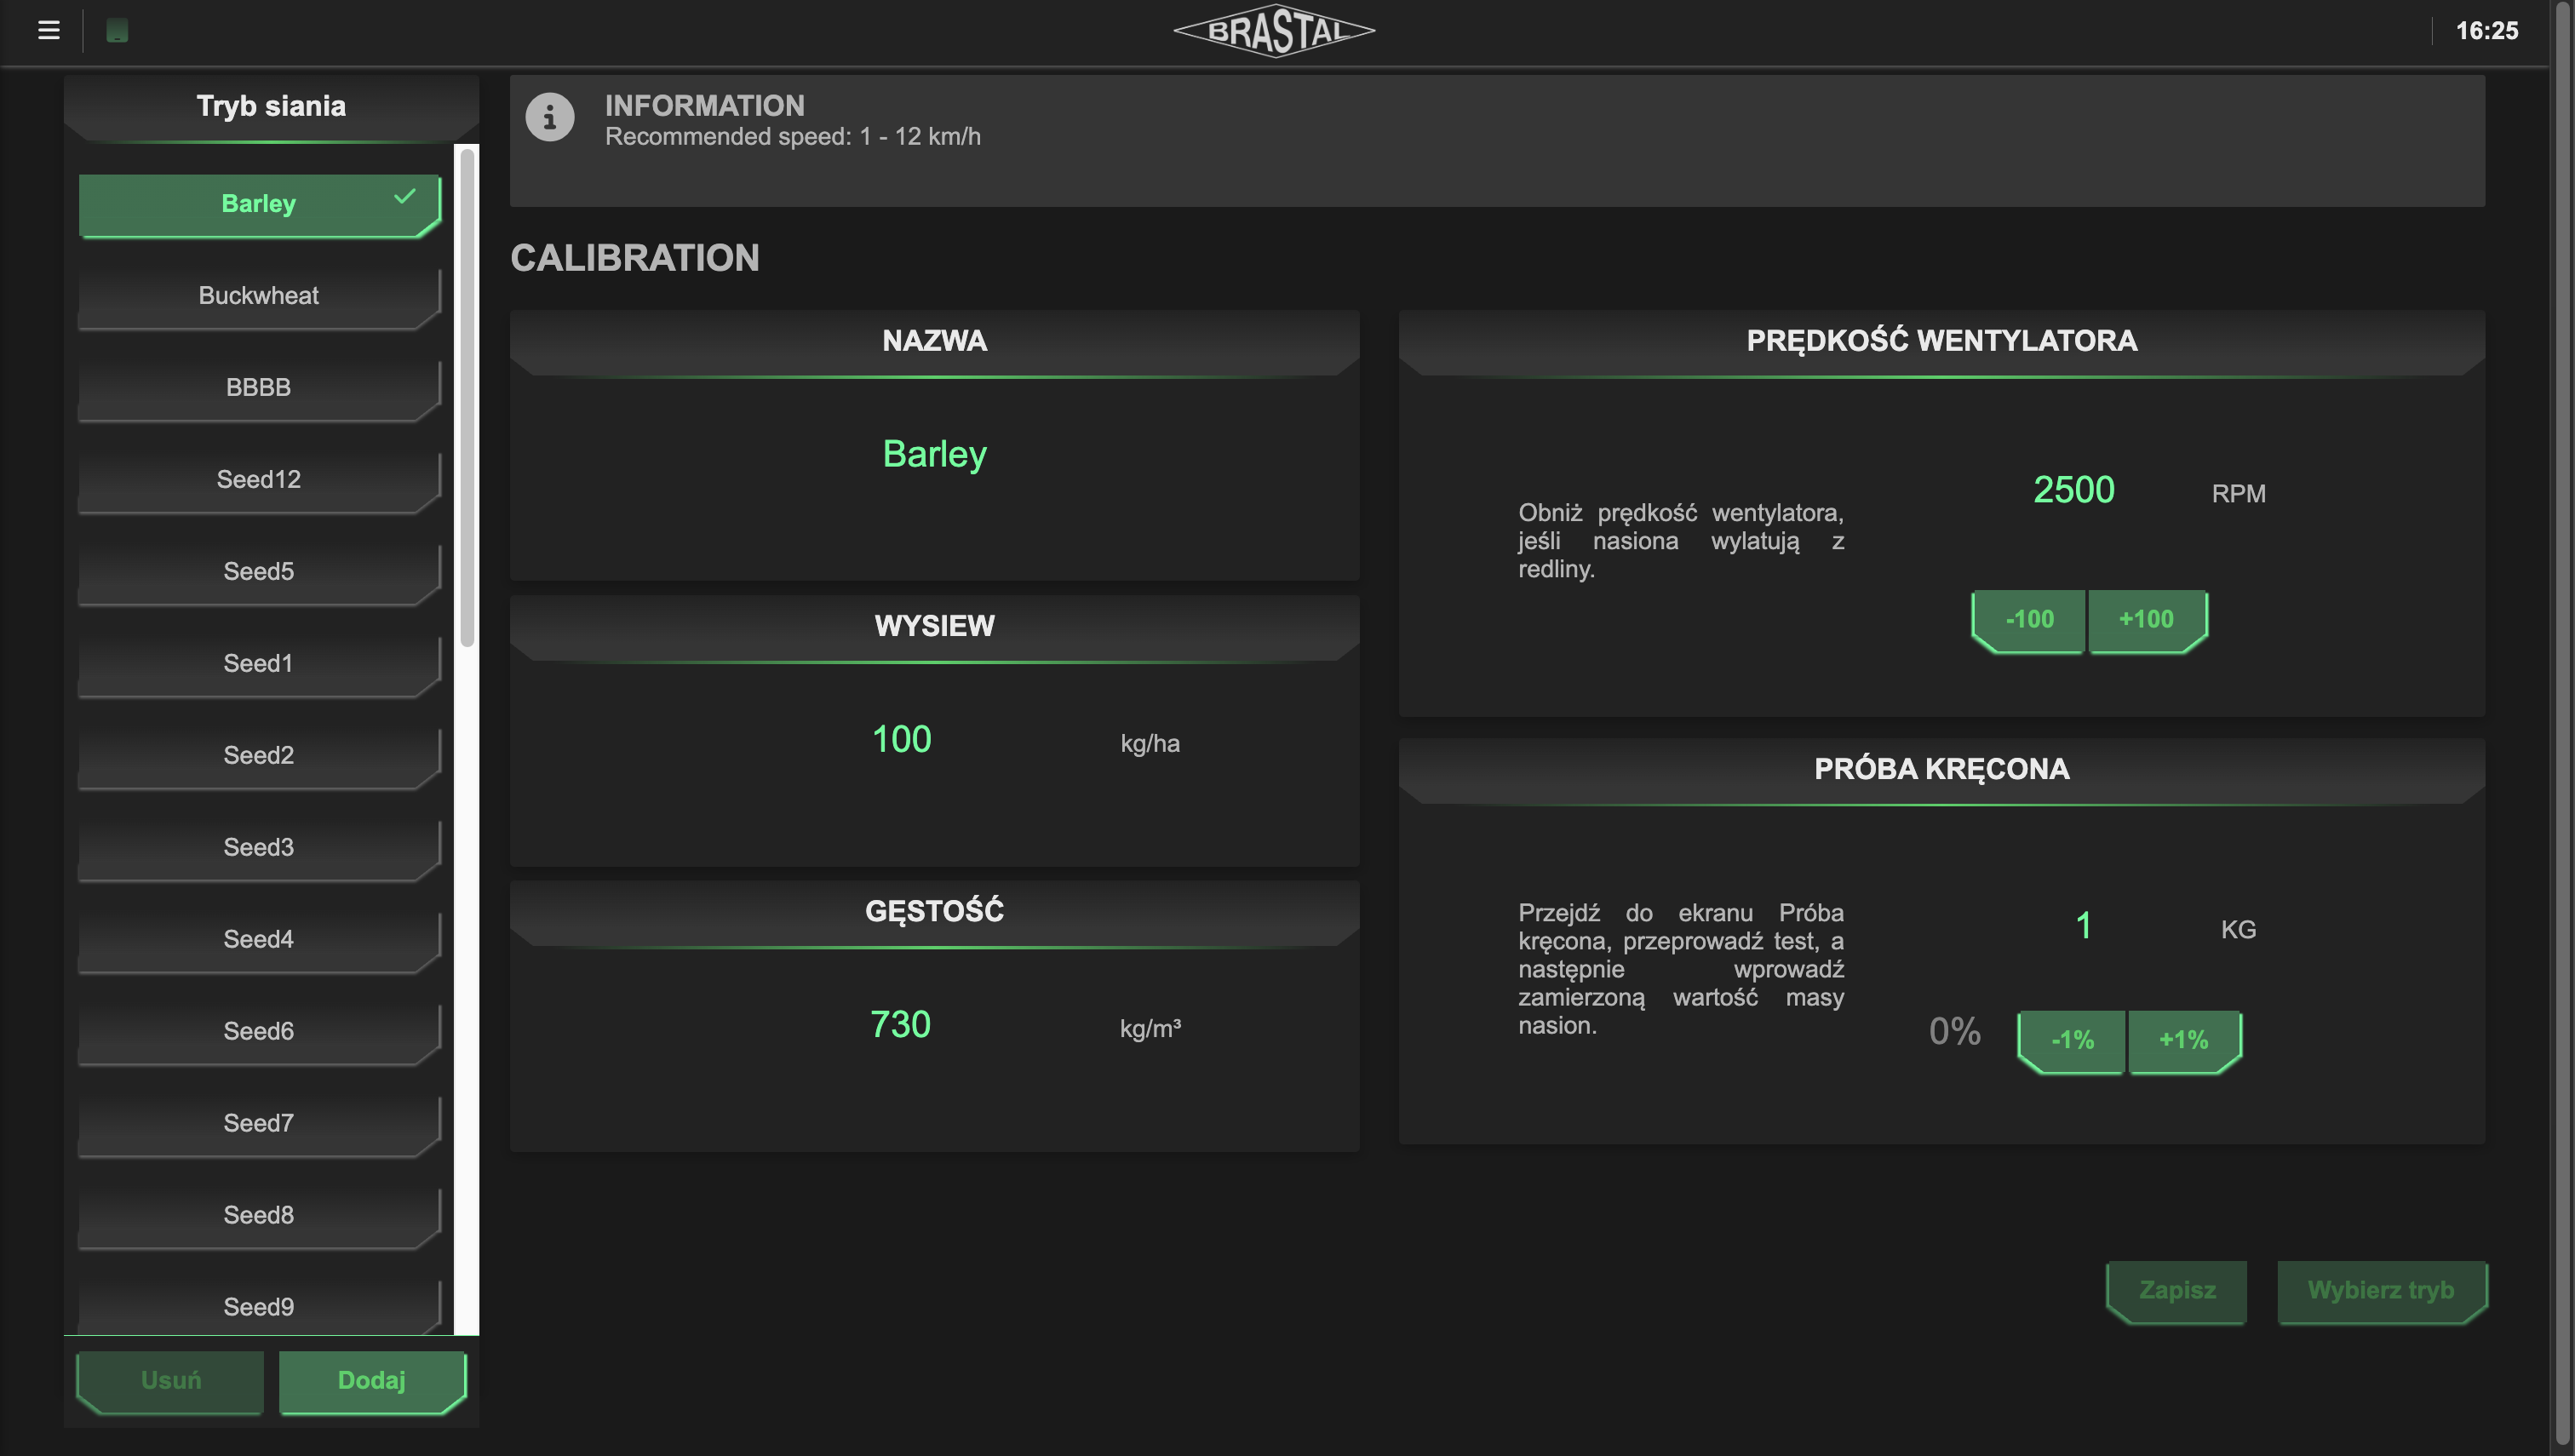 BRASTAL
16:25
Tryb siania
Barley
Buckwheat
BBBB
Seed12
Seed5
Seed1
Seed2
Seed3
Seed4
Seed6
Seed7
Seed8
Seed9
Usuń
Dodaj
INFORMATION
Recommended speed: 1 - 12 km/h
CALIBRATION
NAZWA
Barley
WYSIEW
100 kg/ha
GĘSTOŚĆ
730 kg/m³
PRĘDKOŚĆ WENTYLATORA
Obniż prędkość wentylatora,
jeśli nasiona wylatują z
redliny.
2500 RPM
-100 +100
PRÓBA KRĘCONA
Przejdź do ekranu Próba
kręcona, przeprowadź test, a
następnie wprowadź
zamierzoną wartość masy
nasion.
1 KG
0% -1% +1%
Zapisz
Wybierz tryb